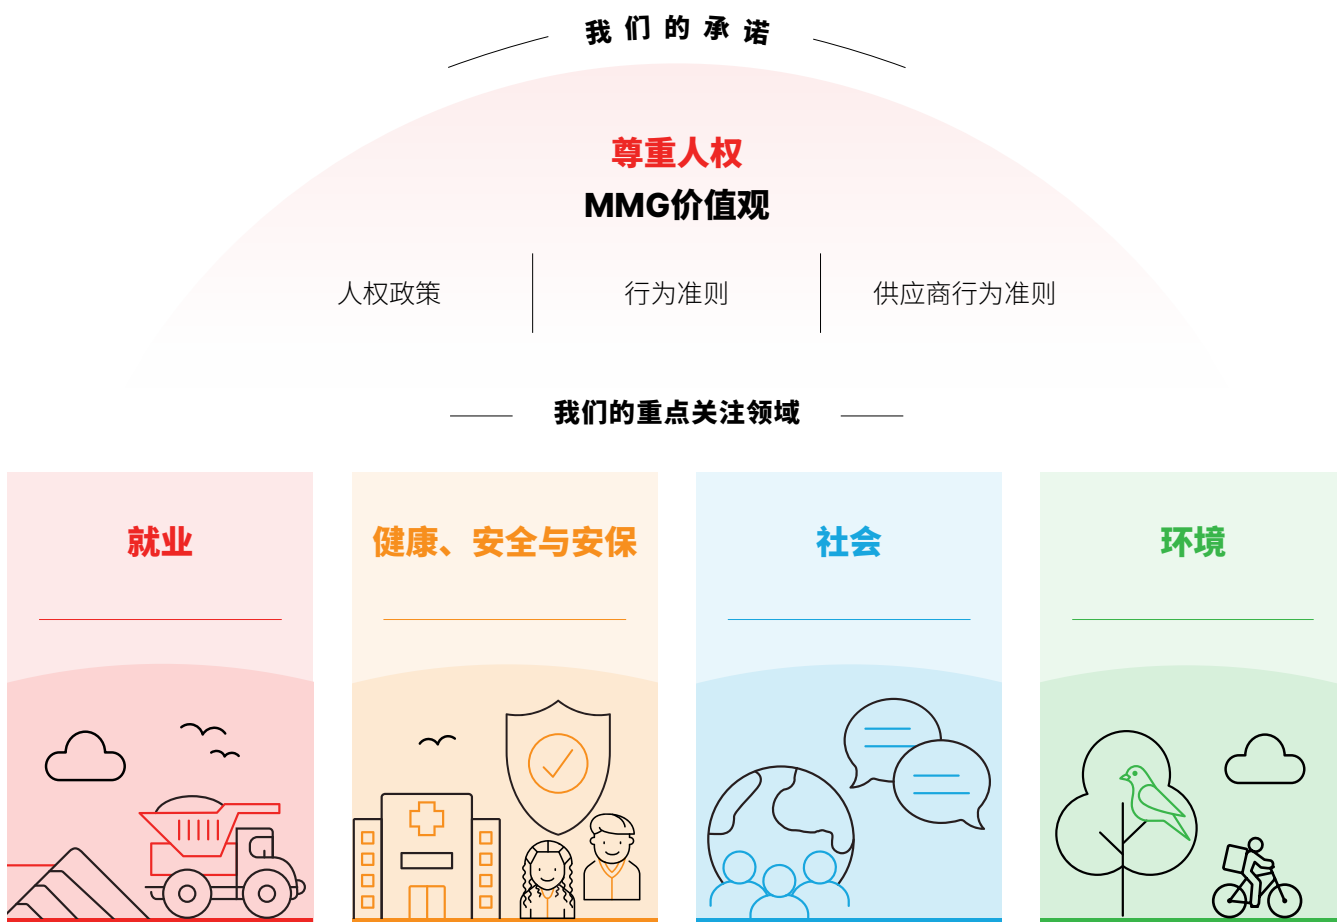 我们的承诺
尊重人权
MMG价值观
人权政策
行为准则
供应商行为准则
我们的重点关注领域
就业
健康、安全与安保
社会
环境